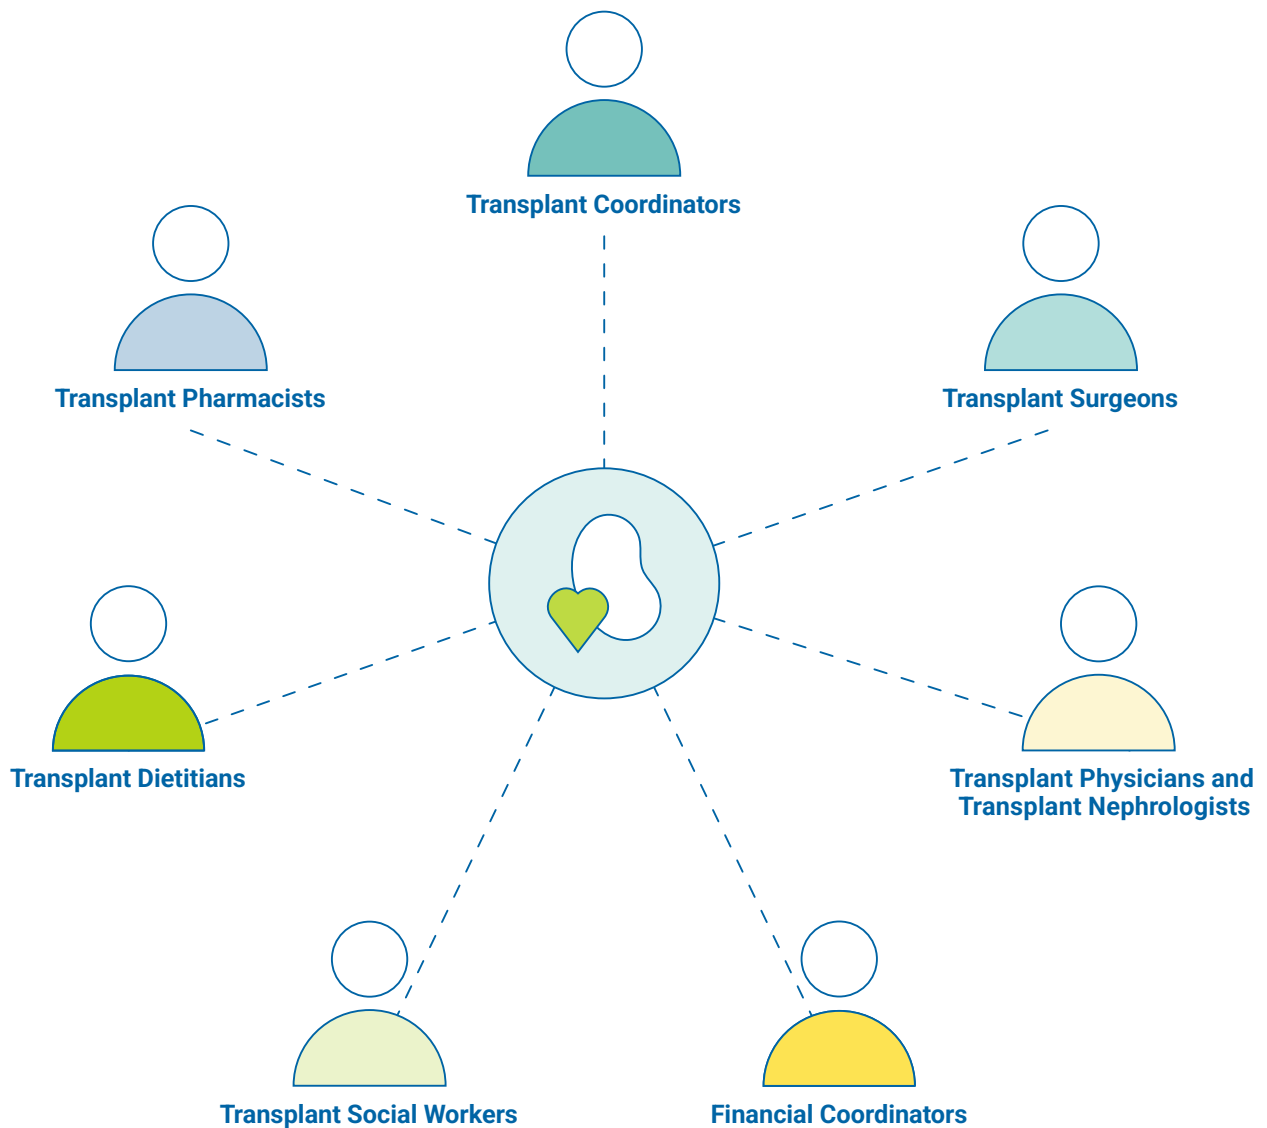 Transplant Coordinators
Transplant Pharmacists
Transplant Surgeons
Transplant Dietitians
Transplant Physicians and
Transplant Nephrologists
Transplant Social Workers
Financial Coordinators